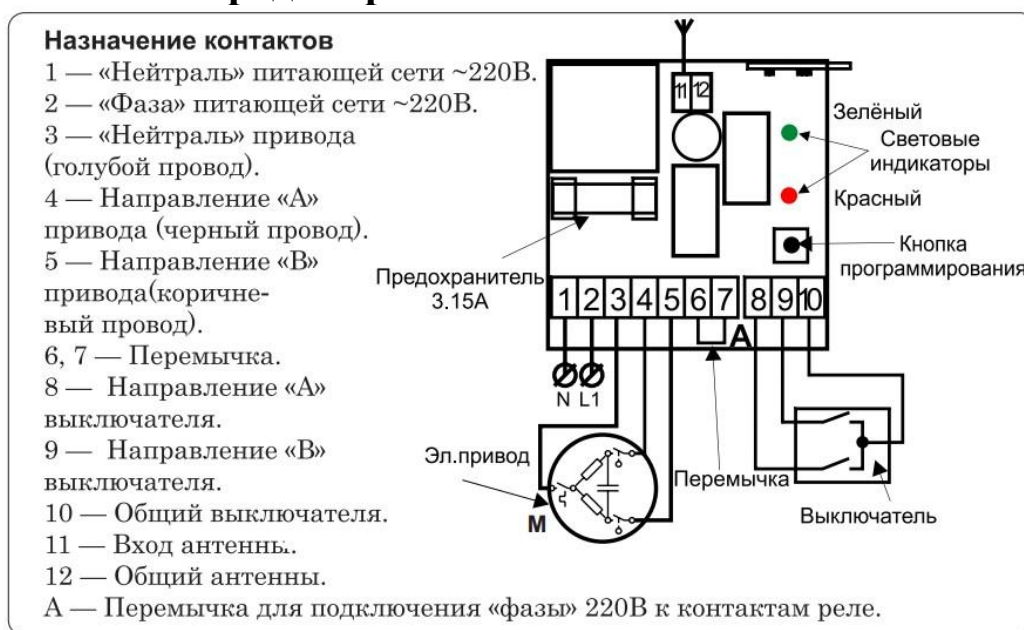 Назначение контактов
1 — «Нейтраль» питающей сети ~220В.
2 — «Фаза» питающей сети ~220В.
3 — «Нейтраль» привода
(голубой провод).
4 — Направление «А»
привода (черный провод).
5 — Направление «В»
привода(коричне-
вый провод).
6, 7 — Перемычка.
8 — Направление «А»
выключателя.
9 — Направление «В»
выключателя.
10 — Общий выключателя.
11 — Вход антенны.
12 — Общий антенны.
А — Перемычка для подключения «фазы» 220В к контактам реле.
11 12
Зелёный
Световые
индикаторы
Красный
Кнопка
программирования
Предохранитель
3.15А
1 2 3 4 5 6 7 8 9 10
А
N L1
Эл.привод
М
Перемычка
Выключатель